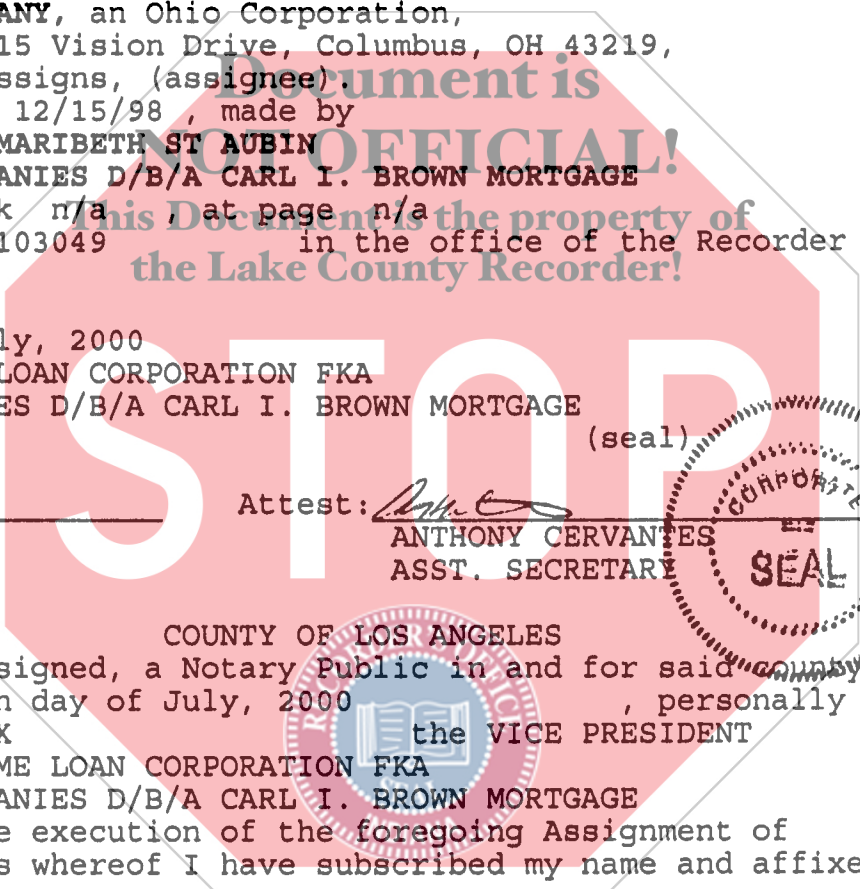 ANY, an Ohio Corporation,
15 Vision Drive, Columbus, OH 43219,
ssigns, (assignee).
Document is
12/15/98 , made by
MARIBETH ST AUBIN
NOT OFFICIAL!
ANIES D/B/A CARL I. BROWN MORTGAGE
k n/a , at page n/a
This Document is the property of
103049 in the office of the Recorder
the Lake County Recorder!
ly, 2000
LOAN CORPORATION FKA
ES D/B/A CARL I. BROWN MORTGAGE
(seal)
STOP
Attest:
ANTHONY CERVANTES
ASST. SECRETARY
CORPORATE
SEAL
COUNTY OF LOS ANGELES
signed, a Notary Public in and for said county
n day of July, 2000 , personally
X the VICE PRESIDENT
ME LOAN CORPORATION FKA
ANIES D/B/A CARL I. BROWN MORTGAGE
e execution of the foregoing Assignment of
s whereof I have subscribed my name and affixe
RECORDER'S OFFICE
SEAL